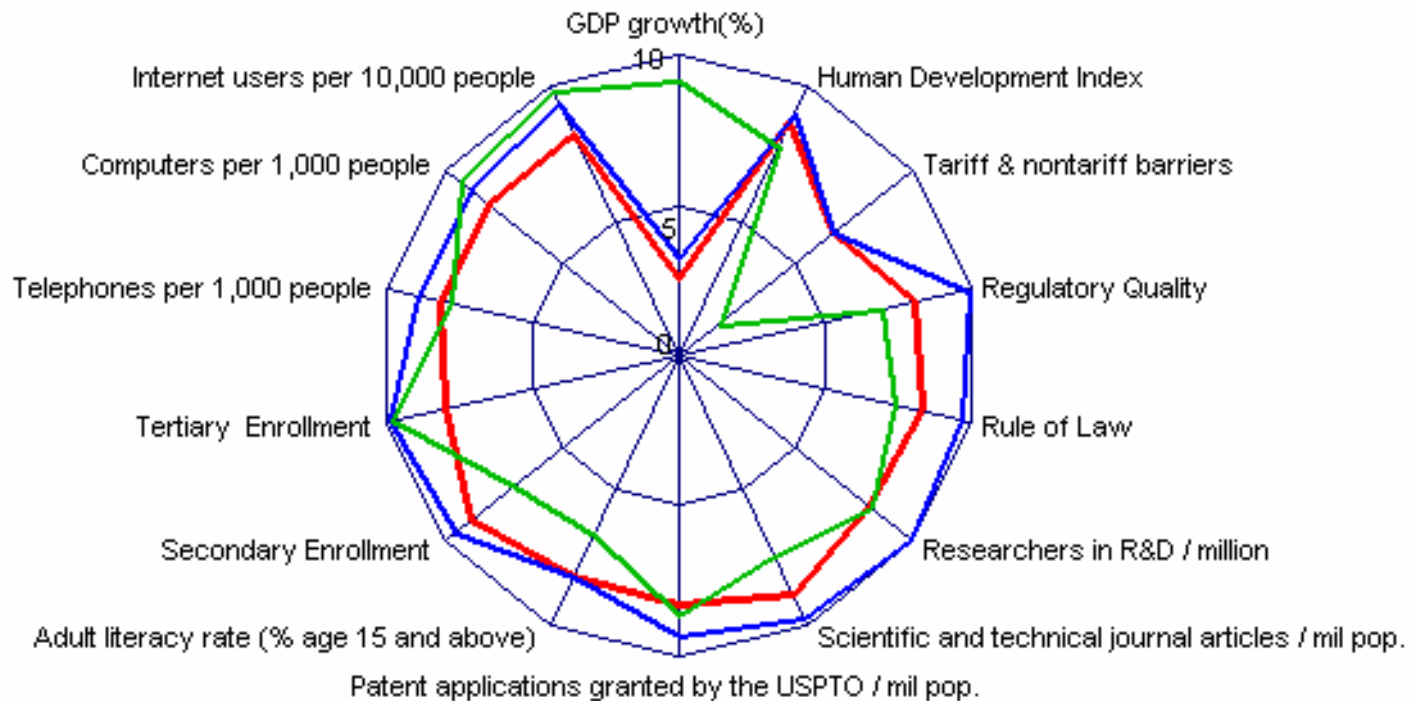 GDP growth(%)
10
Internet users per 10,000 people
Human Development Index
Computers per 1,000 people
Tariff & nontariff barriers
5
Telephones per 1,000 people
Regulatory Quality
0
Tertiary Enrollment
Rule of Law
Secondary Enrollment
Researchers in R&D / million
Adult literacy rate (% age 15 and above)
Scientific and technical journal articles / mil pop.
Patent applications granted by the USPTO / mil pop.